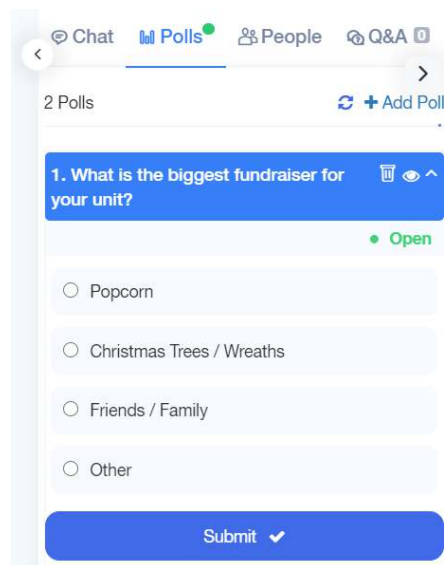 Chat Polls People Q&A 0
2 Polls + Add Poll
1. What is the biggest fundraiser for
your unit?
Open
Popcorn
Christmas Trees / Wreaths
Friends / Family
Other
Submit